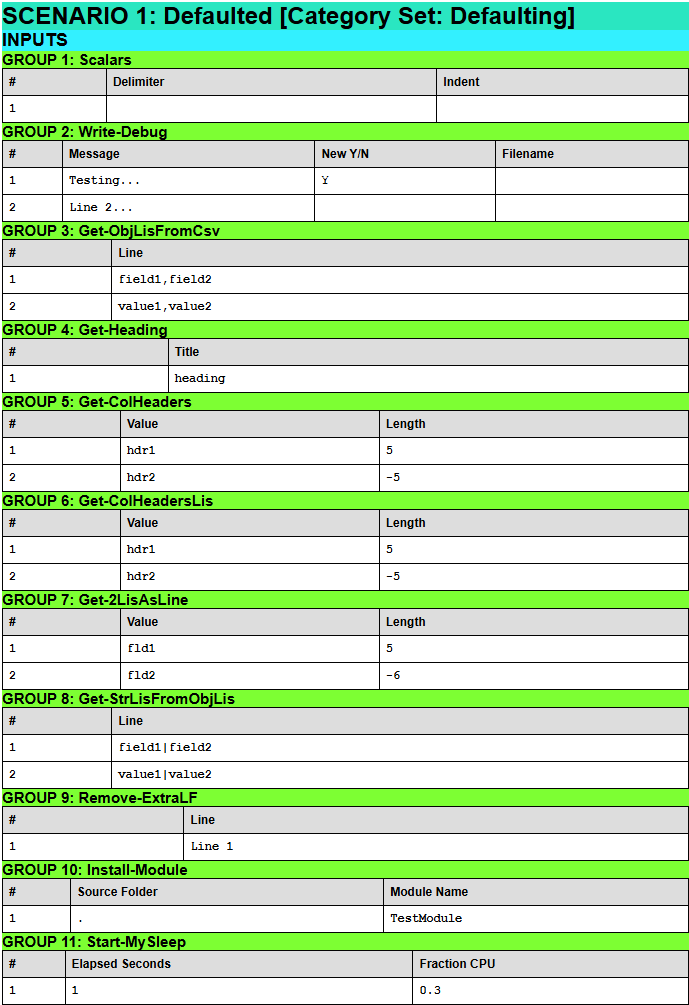 SCENARIO 1: Defaulted [Category Set: Defaulting]
INPUTS
GROUP 1: Scalars
# Delimiter Indent
1
GROUP 2: Write-Debug
# Message New Y/N Filename
1 Testing... Y
2 Line 2...
GROUP 3: Get-ObjLisFromCsv
# Line
1 field1,field2
2 value1,value2
GROUP 4: Get-Heading
# Title
1 heading
GROUP 5: Get-ColHeaders
# Value Length
1 hdr1 5
2 hdr2 -5
GROUP 6: Get-ColHeadersLis
# Value Length
1 hdr1 5
2 hdr2 -5
GROUP 7: Get-2LisAsLine
# Value Length
1 fld1 5
2 fld2 -6
GROUP 8: Get-StrLisFromObjLis
# Line
1 field1|field2
2 value1|value2
GROUP 9: Remove-ExtraLF
# Line
1 Line 1
GROUP 10: Install-Module
# Source Folder Module Name
1 . TestModule
GROUP 11: Start-MySleep
# Elapsed Seconds Fraction CPU
1 1 0.3